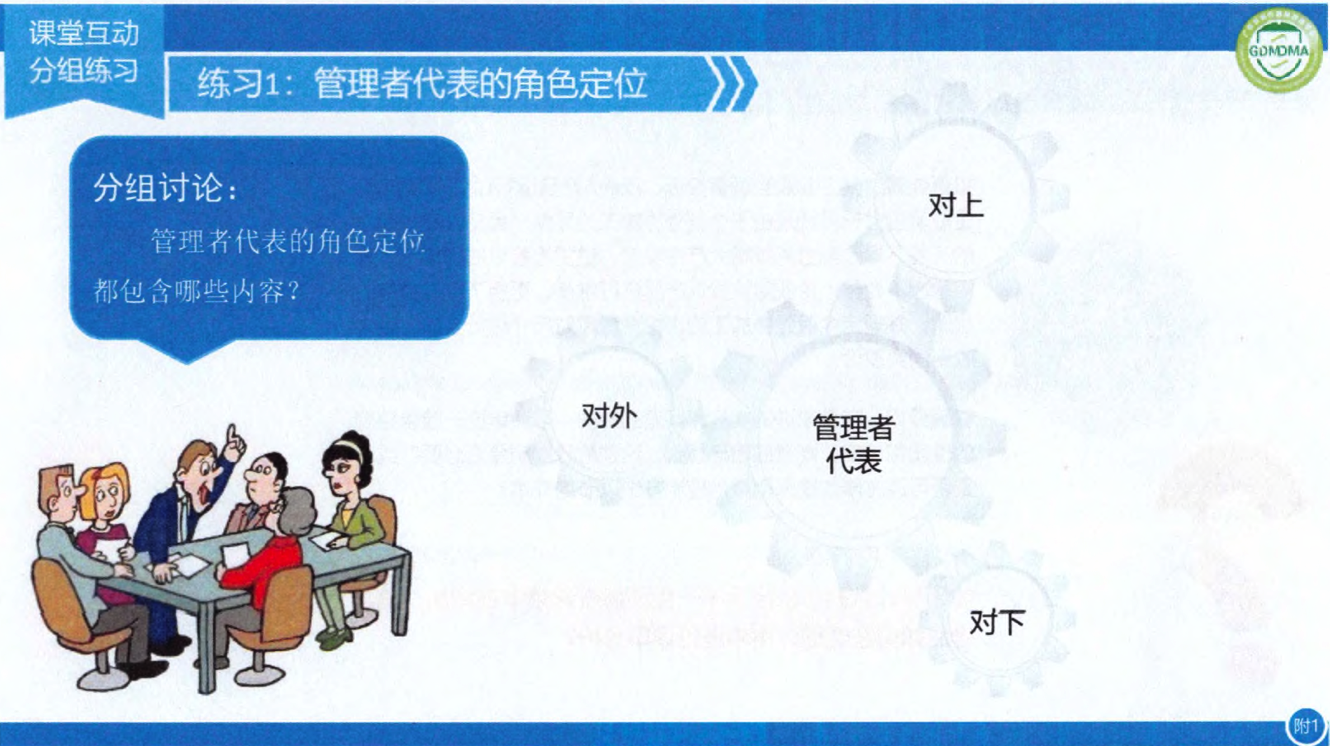 课堂互动
分组练习
练习1：管理者代表的角色定位
GDMDMA
分组讨论：
管理者代表的角色定位
都包含哪些内容？
对上
对外
管理者
代表
对下
附1